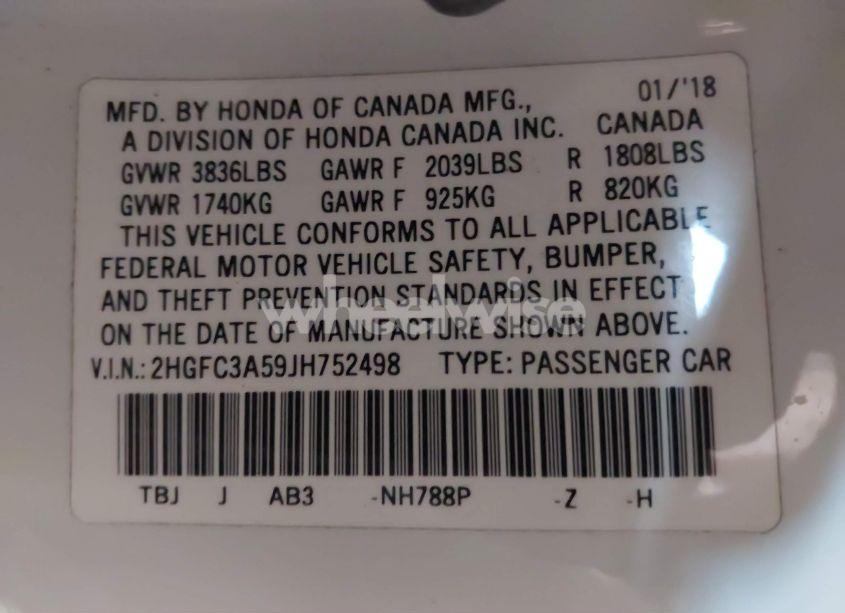 MFD. BY HONDA OF CANADA MFG., 01/'18
A DIVISION OF HONDA CANADA INC. CANADA
GVWR 3836LBS GAWR F 2039LBS R 1808LBS
GVWR 1740KG GAWR F 925KG R 820KG
THIS VEHICLE CONFORMS TO ALL APPLICABLE
FEDERAL MOTOR VEHICLE SAFETY, BUMPER,
AND THEFT PREVENTION STANDARDS IN EFFECT
wheelwise
ON THE DATE OF MANUFACTURE SHOWN ABOVE.
V.I.N.: 2HGFC3A59JH752498 TYPE: PASSENGER CAR
TBJ J AB3 -NH788P -Z -H